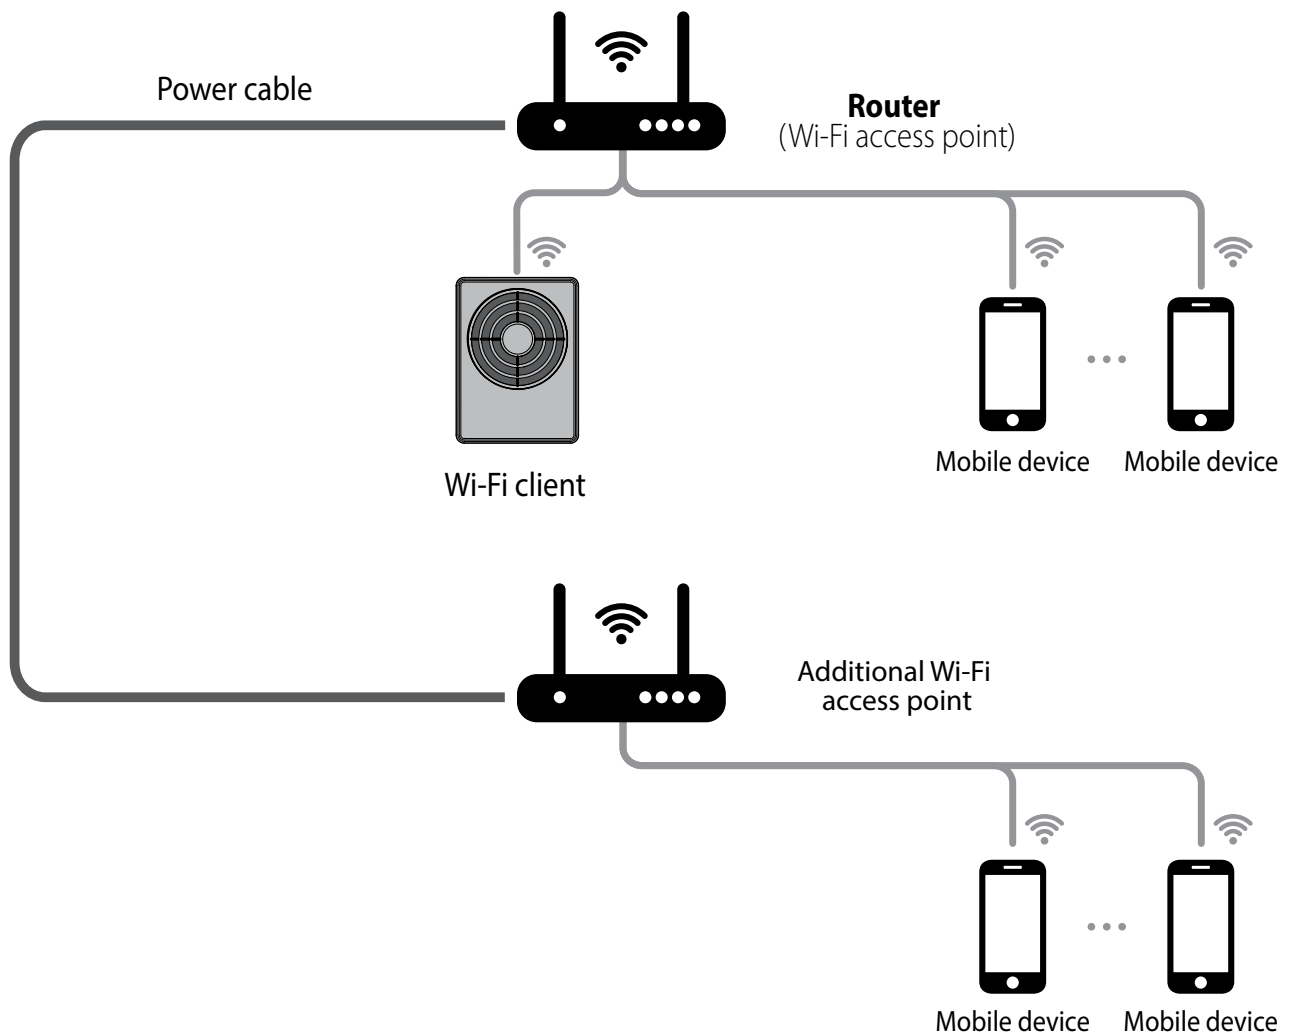 Power cable
Router
(Wi-Fi access point)
Wi-Fi client
Mobile device
Mobile device
Additional Wi-Fi
access point
Mobile device
Mobile device